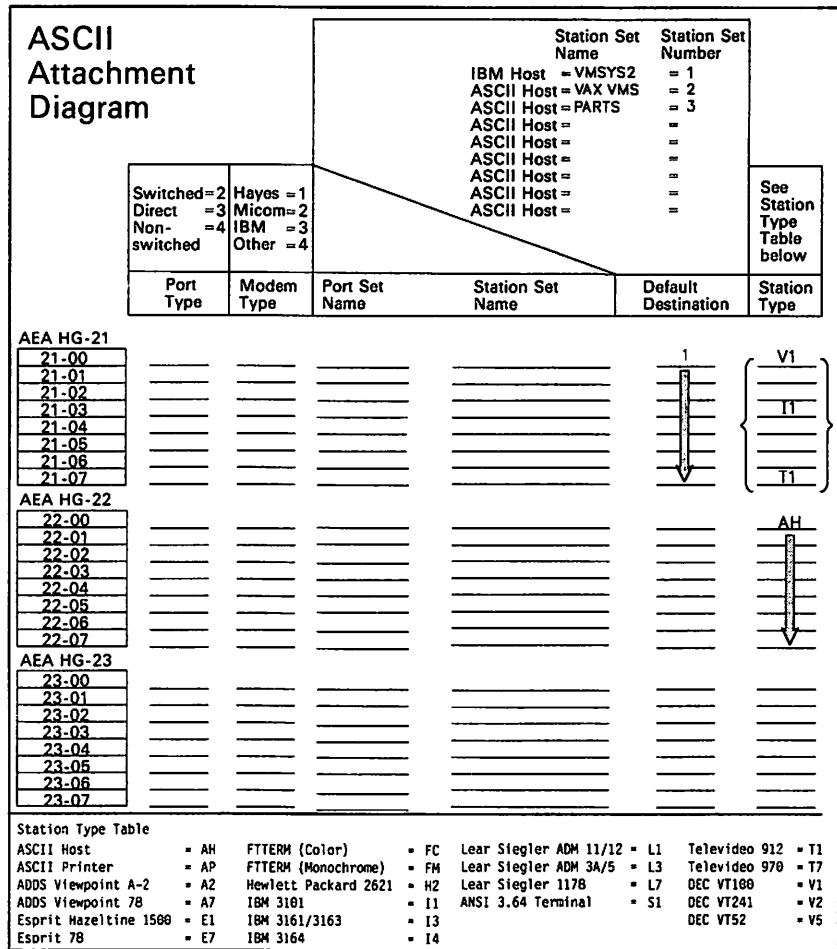 ASCII
Attachment
Diagram
Station Set Name Station Set Number
IBM Host = VMSYS2 = 1
ASCII Host = VAX VMS = 2
ASCII Host = PARTS = 3
ASCII Host = =
ASCII Host = =
ASCII Host = =
ASCII Host = =
ASCII Host = =
ASCII Host = =
Switched=2
Direct =3
Non- =4
switched
Hayes =1
Micom=2
IBM =3
Other =4
See
Station
Type
Table
below
Port Type Modem Type Port Set Name Station Set Name Default Destination Station Type
AEA HG-21
21-00 1 V1
21-01
21-02
21-03 I1
21-04
21-05
21-06
21-07 T1
AEA HG-22
22-00 AH
22-01
22-02
22-03
22-04
22-05
22-06
22-07
AEA HG-23
23-00
23-01
23-02
23-03
23-04
23-05
23-06
23-07
Station Type Table
ASCII Host = AH FTTERM (Color) = FC Lear Siegler ADM 11/12 = L1 Televideo 912 = T1
ASCII Printer = AP FTTERM (Monochrome) = FM Lear Siegler ADM 3A/5 = L3 Televideo 970 = T7
ADDS Viewpoint A-2 = A2 Hewlett Packard 2621 = H2 Lear Siegler 1178 = L7 DEC VT100 = V1
ADDS Viewpoint 78 = A7 IBM 3101 = I1 ANSI 3.64 Terminal = S1 DEC VT241 = V2
Esprit Hazeltine 1500 = E1 IBM 3161/3163 = I3 DEC VT52 = V5
Esprit 78 = E7 IBM 3164 = I4